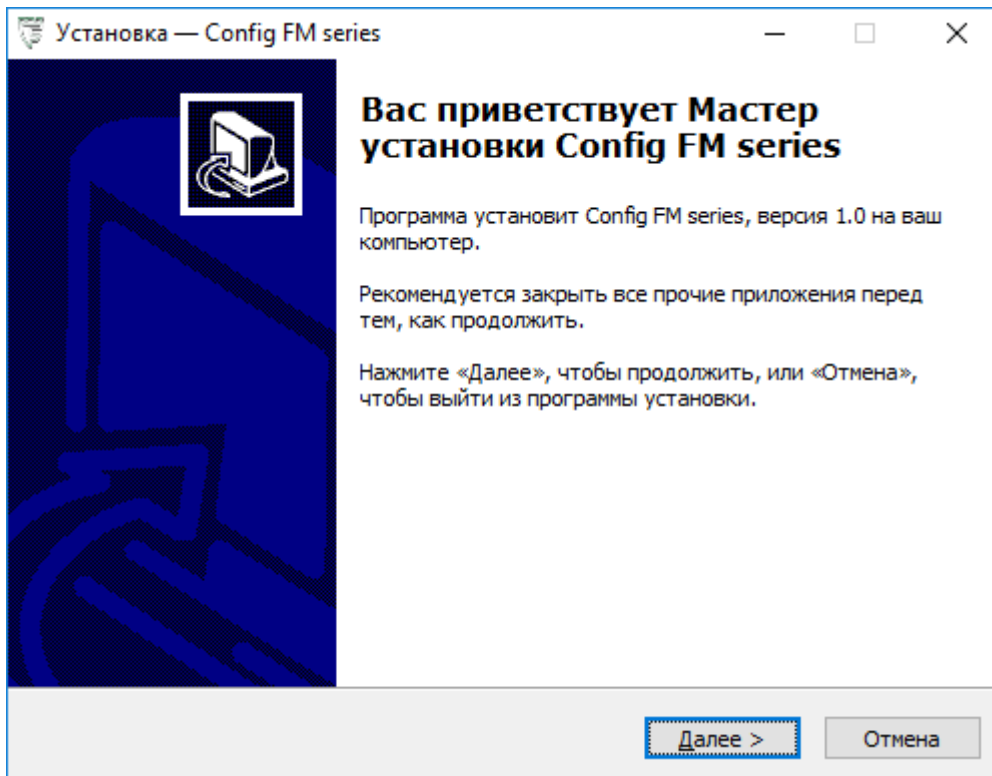 Установка — Config FM series
Вас приветствует Мастер
установки Config FM series
Программа установит Config FM series, версия 1.0 на ваш
компьютер.
Рекомендуется закрыть все прочие приложения перед
тем, как продолжить.
Нажмите «Далее», чтобы продолжить, или «Отмена»,
чтобы выйти из программы установки.
Далее >
Отмена